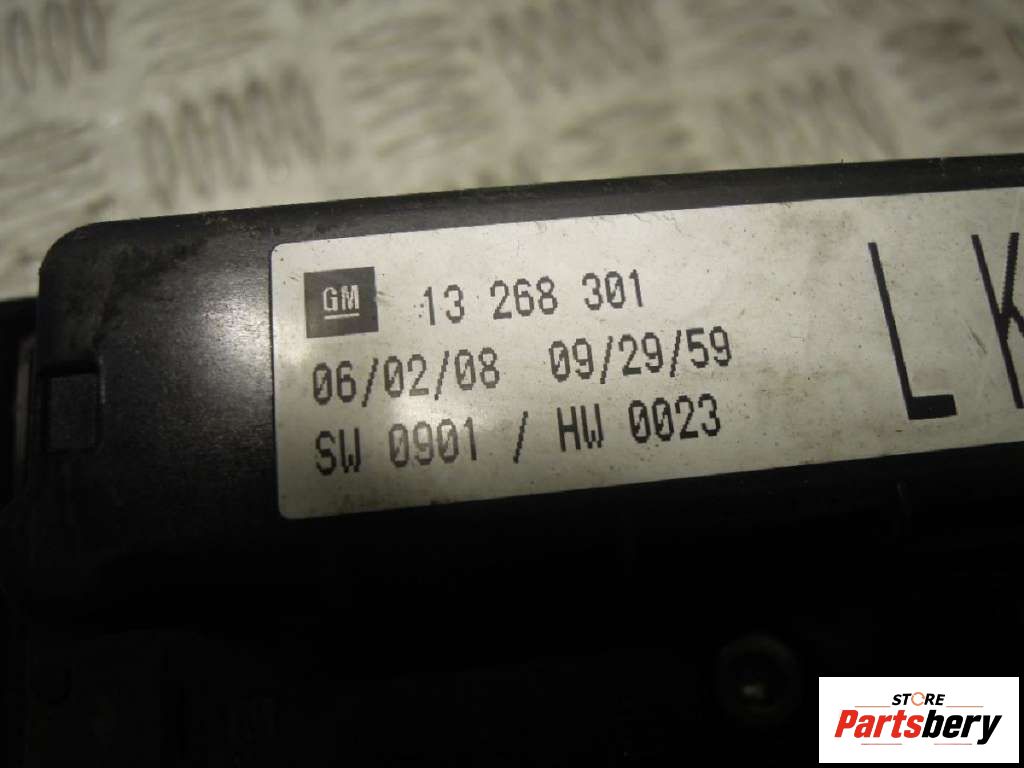 GM 13 268 301
06/02/08 09/29/59
SW 0901 / HW 0023
LK
STORE
Partsbery